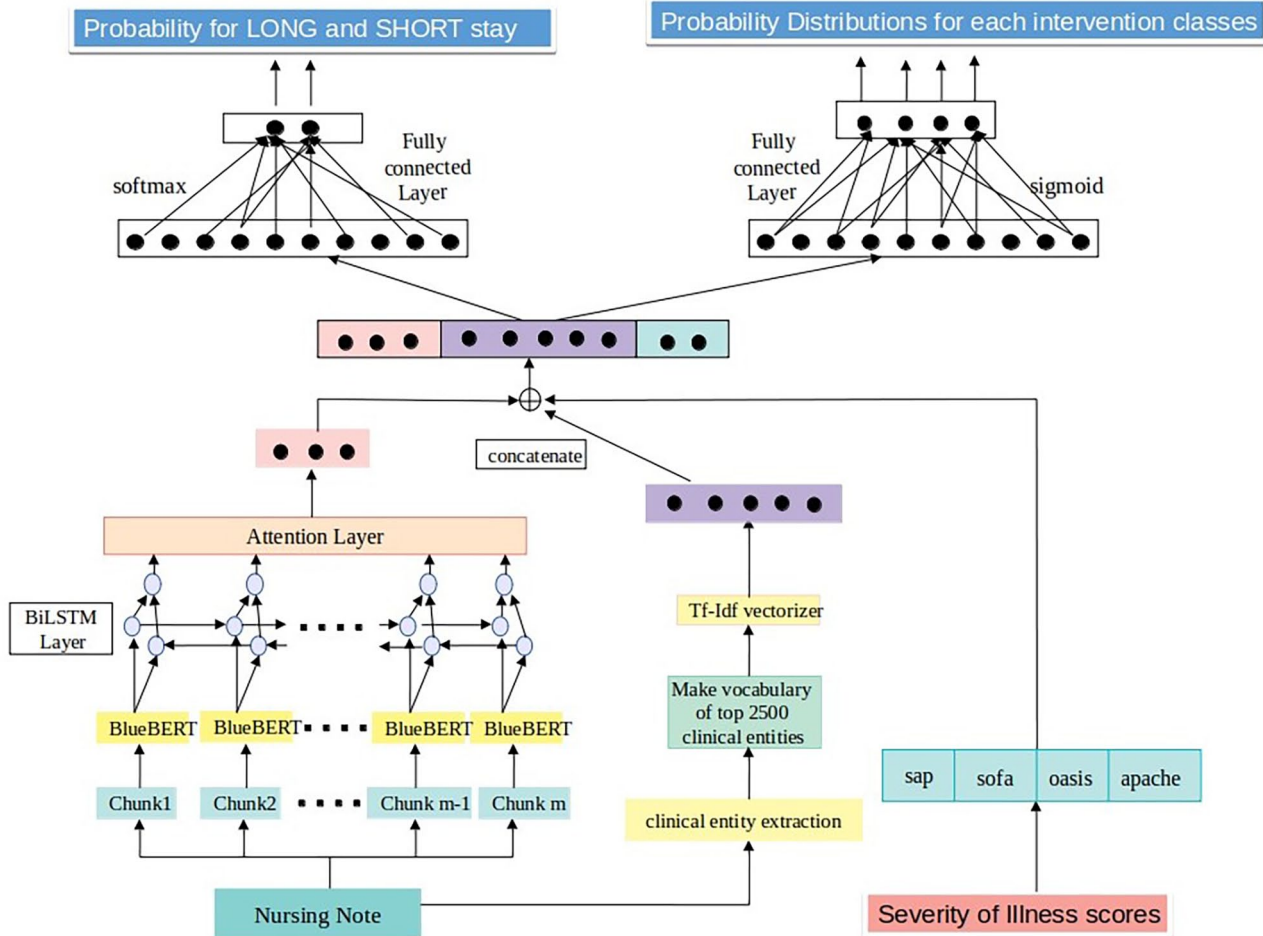 Probability for LONG and SHORT stay
Probability Distributions for each intervention classes
softmax
Fully
connected
Layer
Fully
connected
Layer
sigmoid
concatenate
Attention Layer
BiLSTM
Layer
Tf-Idf vectorizer
Make vocabulary
of top 2500
clinical entities
BlueBERT
BlueBERT
BlueBERT
BlueBERT
sap
sofa
oasis
apache
Chunk1
Chunk2
Chunk m-1
Chunk m
clinical entity extraction
Nursing Note
Severity of Illness scores